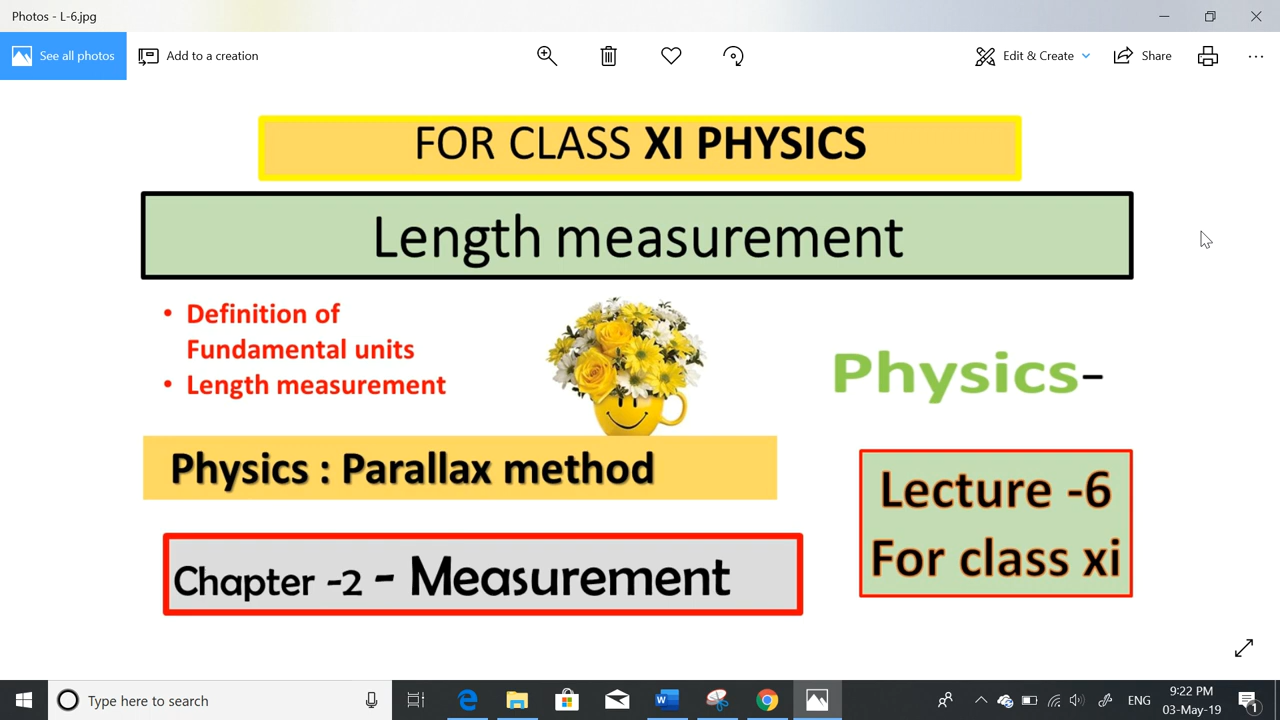 Photos - L-6.jpg
See all photos
Add to a creation
Edit & Create
Share
FOR CLASS XI PHYSICS
Length measurement
• Definition of
Fundamental units
• Length measurement
Physics-
Physics : Parallax method
Lecture -6
For class xi
Chapter -2 - Measurement
Type here to search
ENG
9:22 PM
03-May-19
1